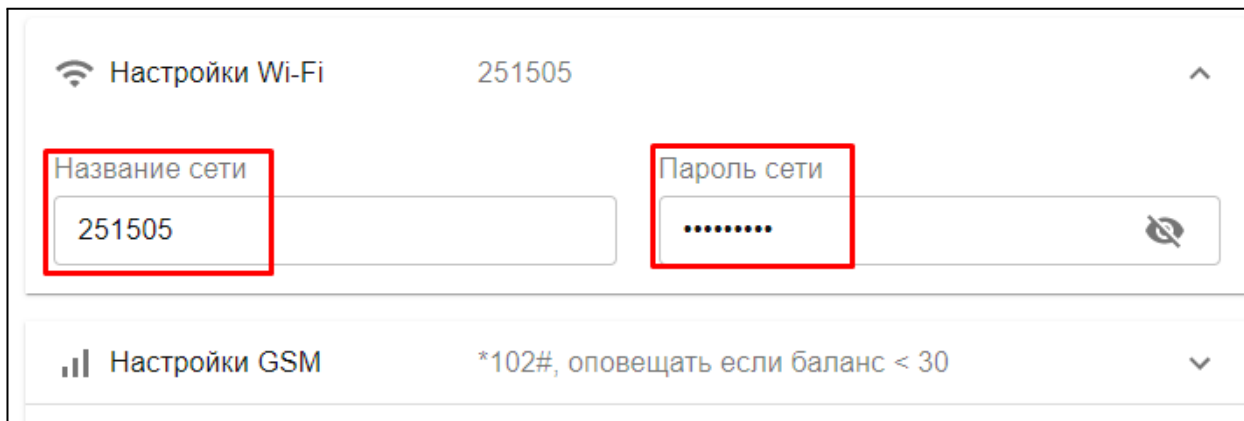 Настройки Wi-Fi 251505
Название сети Пароль сети
251505 •••••••••
Настройки GSM *102#, оповещать если баланс < 30